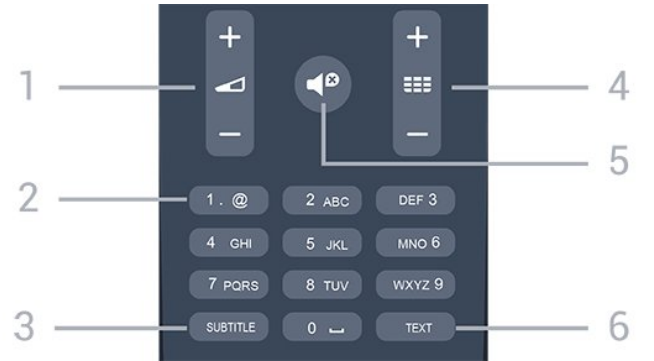 + +
1 4
- -
5
2 1 . @ 2 ABC DEF 3
4 GHI 5 JKL MNO 6
7 PQRS 8 TUV WXYZ 9
3 SUBTITLE 0 ⎵ TEXT 6